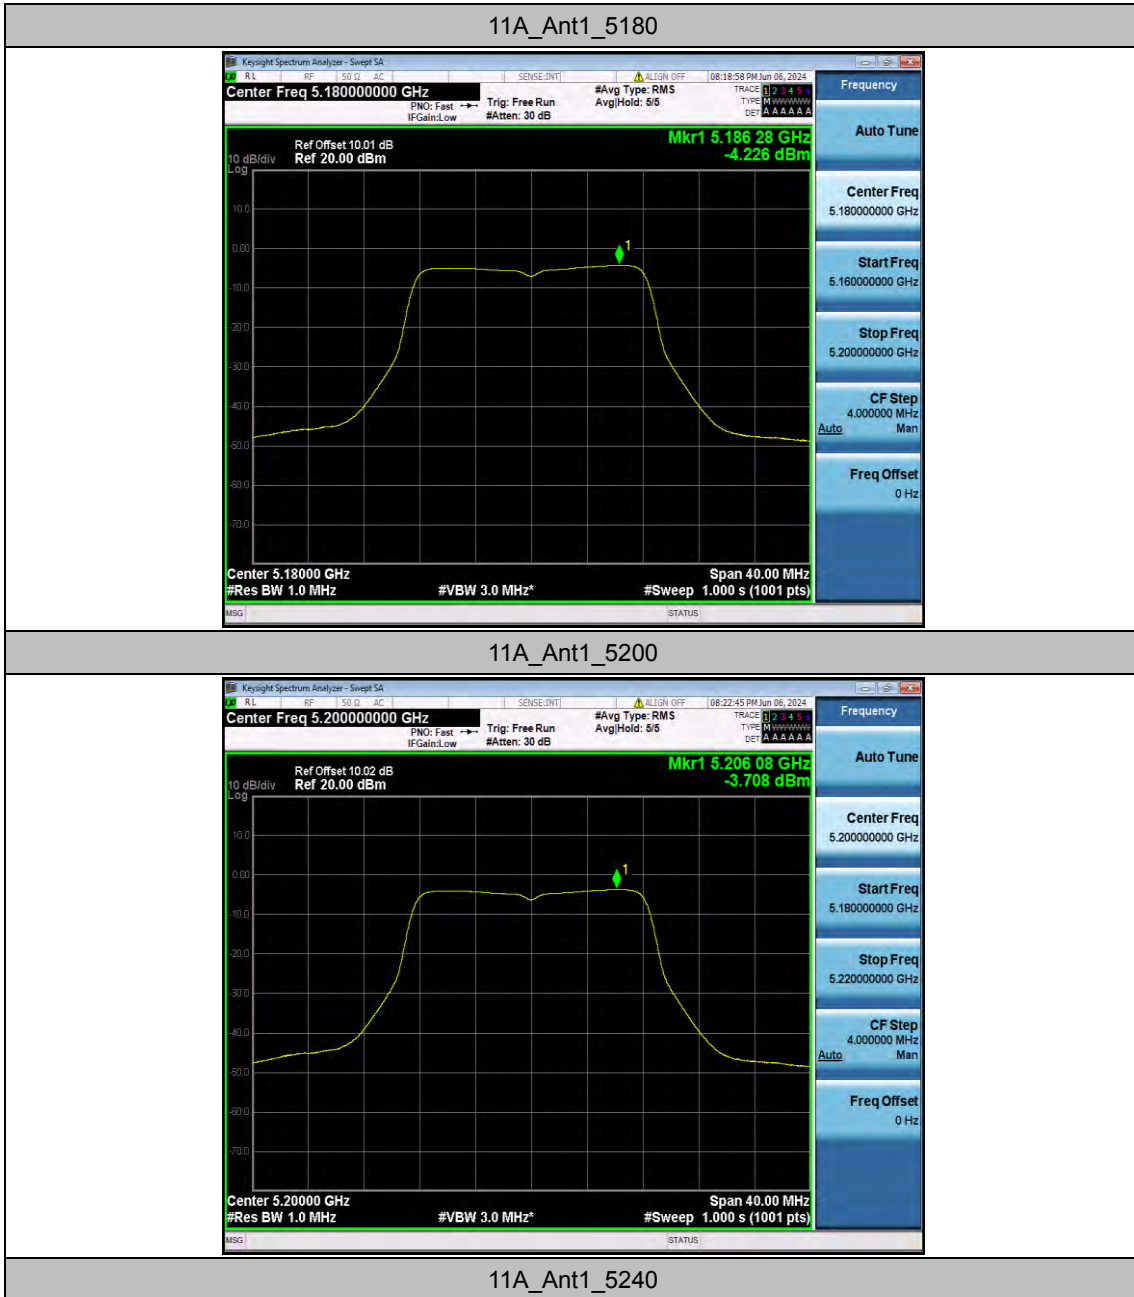 11A_Ant1_5180
Keysight Spectrum Analyzer - Swept SA
RL RF 50 Ω AC SENSE:INT ALIGN OFF 08:18:58 PM Jun 06, 2024
Center Freq 5.180000000 GHz
PNO: Fast
IFGain:Low
Trig: Free Run
#Atten: 30 dB
#Avg Type: RMS
Avg|Hold: 5/5
TRACE 1 2 3 4 5 6
TYPE M WWWWW
DET A A A A A A
Ref Offset 10.01 dB
10 dB/div Ref 20.00 dBm
Log
Mkr1 5.186 28 GHz
-4.226 dBm
10.0
0.00
-10.0
-20.0
-30.0
-40.0
-50.0
-60.0
-70.0
1
Center 5.18000 GHz Span 40.00 MHz
#Res BW 1.0 MHz #VBW 3.0 MHz* #Sweep 1.000 s (1001 pts)
MSG STATUS
Frequency
Auto Tune
Center Freq
5.180000000 GHz
Start Freq
5.160000000 GHz
Stop Freq
5.200000000 GHz
CF Step
4.000000 MHz
Auto Man
Freq Offset
0 Hz
11A_Ant1_5200
Keysight Spectrum Analyzer - Swept SA
RL RF 50 Ω AC SENSE:INT ALIGN OFF 08:22:45 PM Jun 06, 2024
Center Freq 5.200000000 GHz
PNO: Fast
IFGain:Low
Trig: Free Run
#Atten: 30 dB
#Avg Type: RMS
Avg|Hold: 5/5
TRACE 1 2 3 4 5 6
TYPE M WWWWW
DET A A A A A A
Ref Offset 10.02 dB
10 dB/div Ref 20.00 dBm
Log
Mkr1 5.206 08 GHz
-3.708 dBm
10.0
0.00
-10.0
-20.0
-30.0
-40.0
-50.0
-60.0
-70.0
1
Center 5.20000 GHz Span 40.00 MHz
#Res BW 1.0 MHz #VBW 3.0 MHz* #Sweep 1.000 s (1001 pts)
MSG STATUS
Frequency
Auto Tune
Center Freq
5.200000000 GHz
Start Freq
5.180000000 GHz
Stop Freq
5.220000000 GHz
CF Step
4.000000 MHz
Auto Man
Freq Offset
0 Hz
11A_Ant1_5240